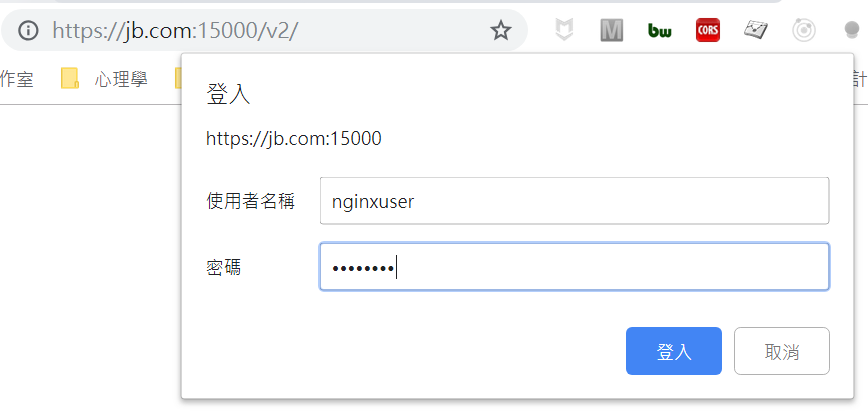 https://jb.com:15000/v2/
M
bw
CORS
作室
心理學
計
登入
https://jb.com:15000
使用者名稱
nginxuser
密碼
••••••••
登入
取消